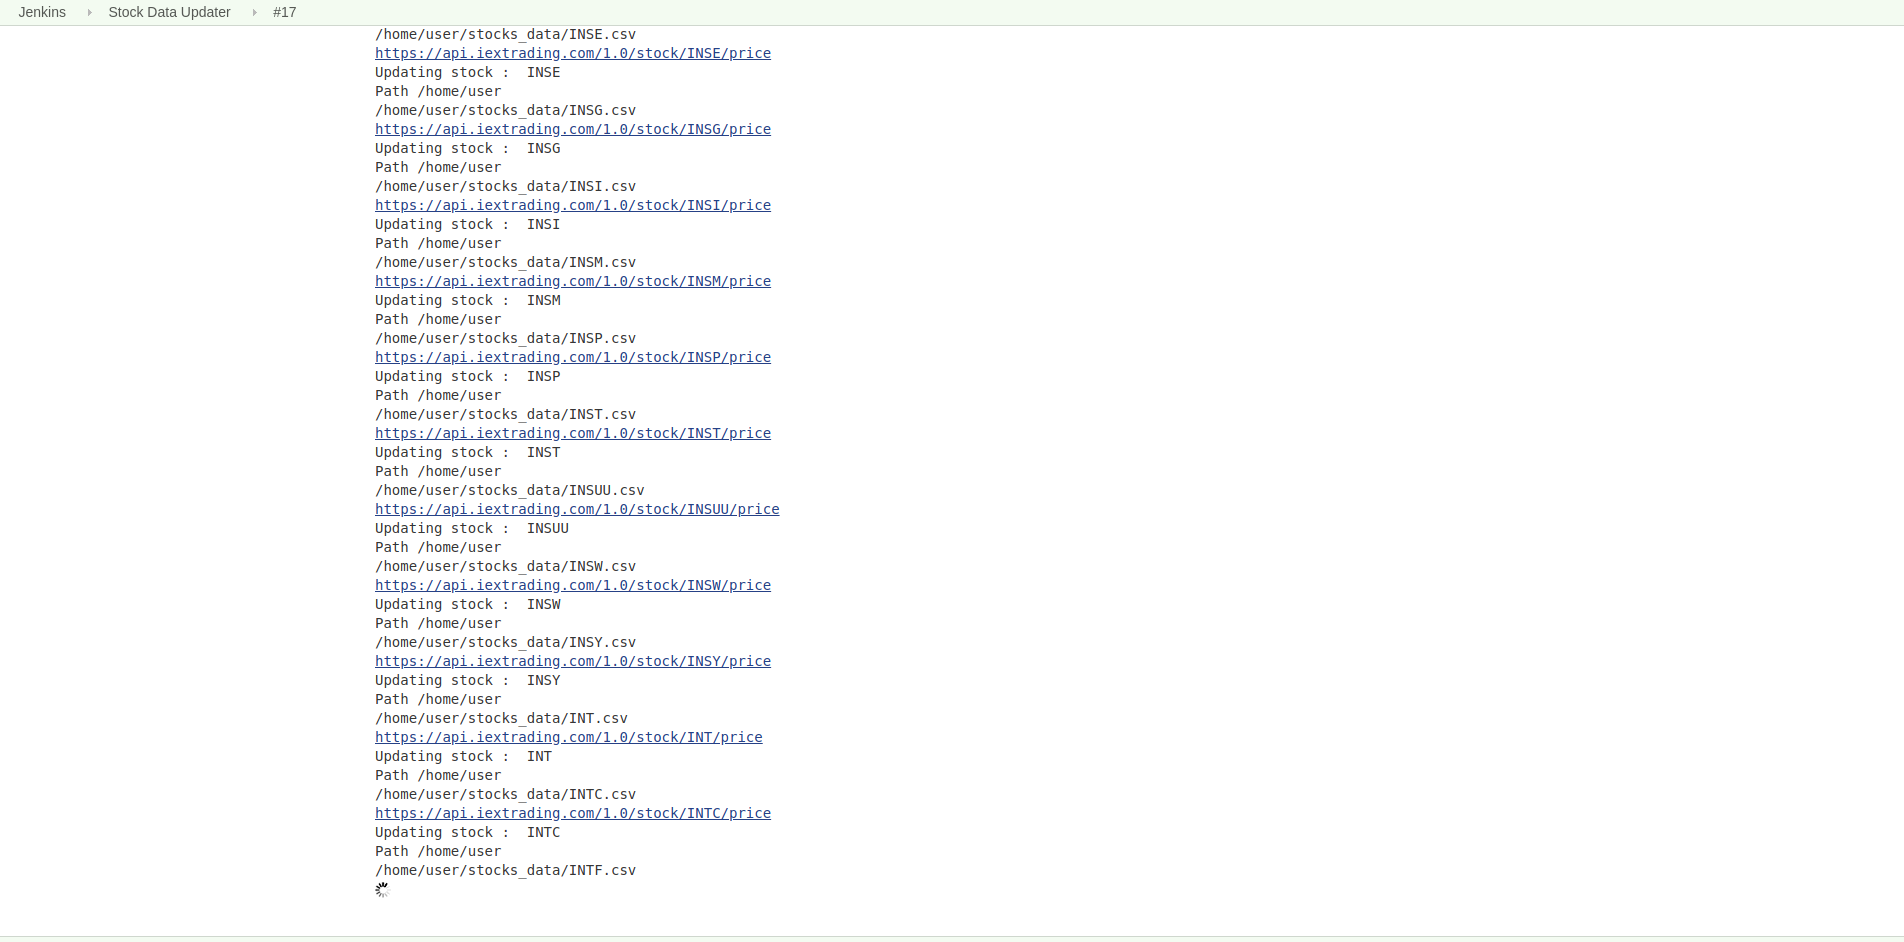 Jenkins Stock Data Updater #17
/home/user/stocks_data/INSE.csv
https://api.iextrading.com/1.0/stock/INSE/price
Updating stock :  INSE
Path /home/user
/home/user/stocks_data/INSG.csv
https://api.iextrading.com/1.0/stock/INSG/price
Updating stock :  INSG
Path /home/user
/home/user/stocks_data/INSI.csv
https://api.iextrading.com/1.0/stock/INSI/price
Updating stock :  INSI
Path /home/user
/home/user/stocks_data/INSM.csv
https://api.iextrading.com/1.0/stock/INSM/price
Updating stock :  INSM
Path /home/user
/home/user/stocks_data/INSP.csv
https://api.iextrading.com/1.0/stock/INSP/price
Updating stock :  INSP
Path /home/user
/home/user/stocks_data/INST.csv
https://api.iextrading.com/1.0/stock/INST/price
Updating stock :  INST
Path /home/user
/home/user/stocks_data/INSUU.csv
https://api.iextrading.com/1.0/stock/INSUU/price
Updating stock :  INSUU
Path /home/user
/home/user/stocks_data/INSW.csv
https://api.iextrading.com/1.0/stock/INSW/price
Updating stock :  INSW
Path /home/user
/home/user/stocks_data/INSY.csv
https://api.iextrading.com/1.0/stock/INSY/price
Updating stock :  INSY
Path /home/user
/home/user/stocks_data/INT.csv
https://api.iextrading.com/1.0/stock/INT/price
Updating stock :  INT
Path /home/user
/home/user/stocks_data/INTC.csv
https://api.iextrading.com/1.0/stock/INTC/price
Updating stock :  INTC
Path /home/user
/home/user/stocks_data/INTF.csv